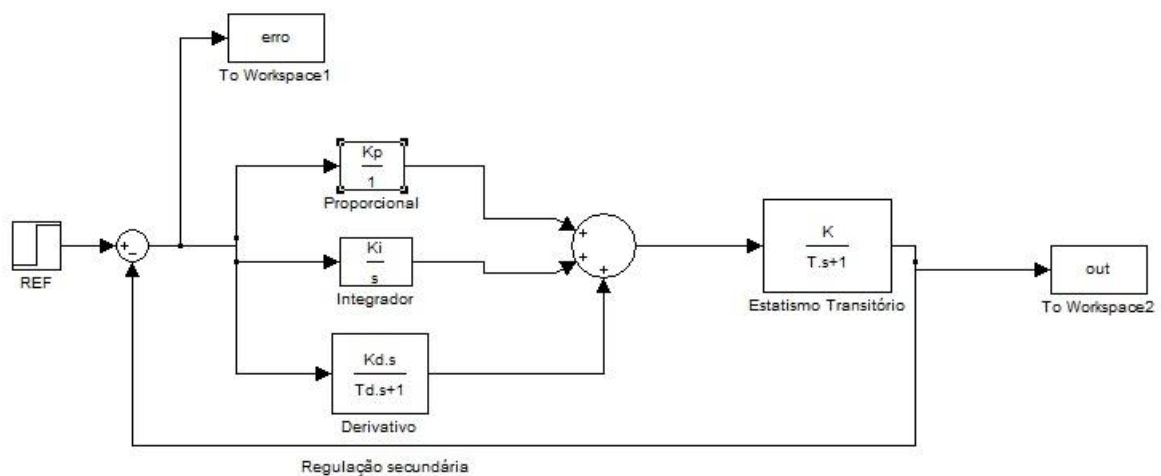 erro
To Workspace1
Kp
1
Proporcional
+
−
REF
Ki
s
Integrador
+
+
+
K
T.s+1
Estatismo Transitório
out
To Workspace2
Kd.s
Td.s+1
Derivativo
Regulação secundária